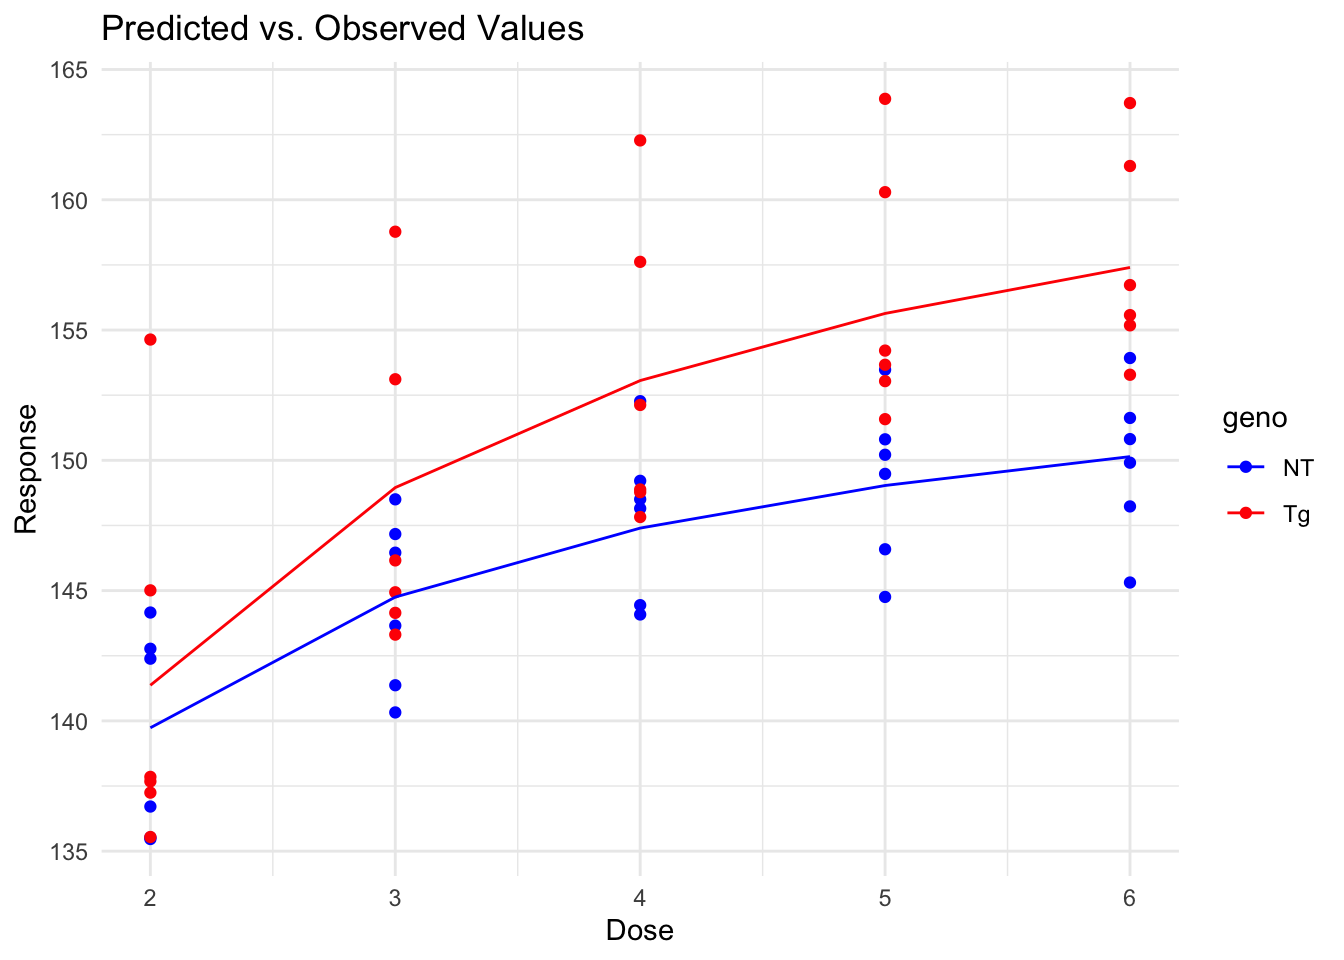 Predicted vs. Observed Values
165
160
155
150
145
140
135
Response
2 3 4 5 6
Dose
geno
NT
Tg